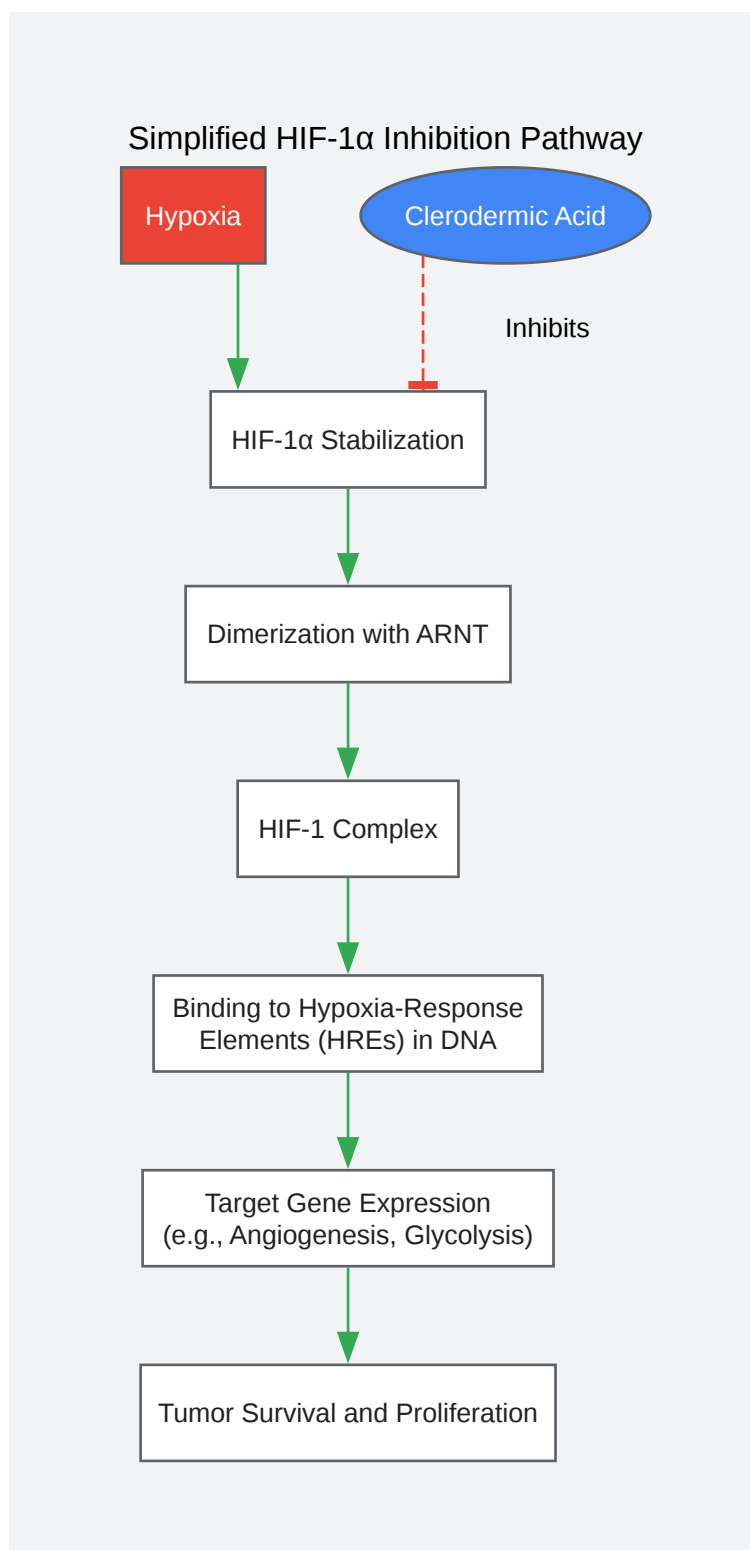 Simplified HIF-1α Inhibition Pathway
Hypoxia
Clerodermic Acid
Inhibits
HIF-1α Stabilization
Dimerization with ARNT
HIF-1 Complex
Binding to Hypoxia-Response
Elements (HREs) in DNA
Target Gene Expression
(e.g., Angiogenesis, Glycolysis)
Tumor Survival and Proliferation